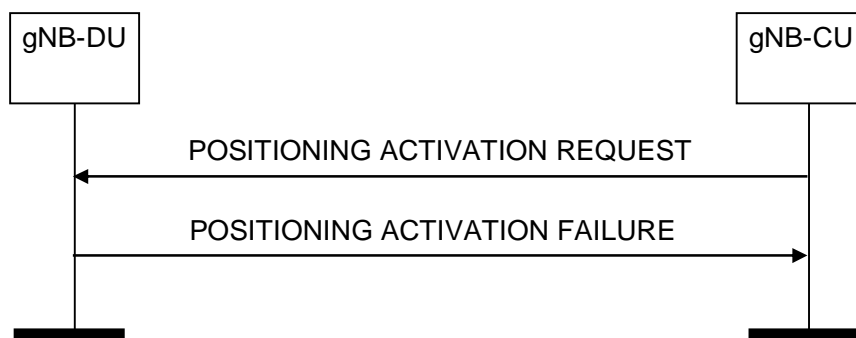 gNB-DU
gNB-CU
POSITIONING ACTIVATION REQUEST
POSITIONING ACTIVATION FAILURE